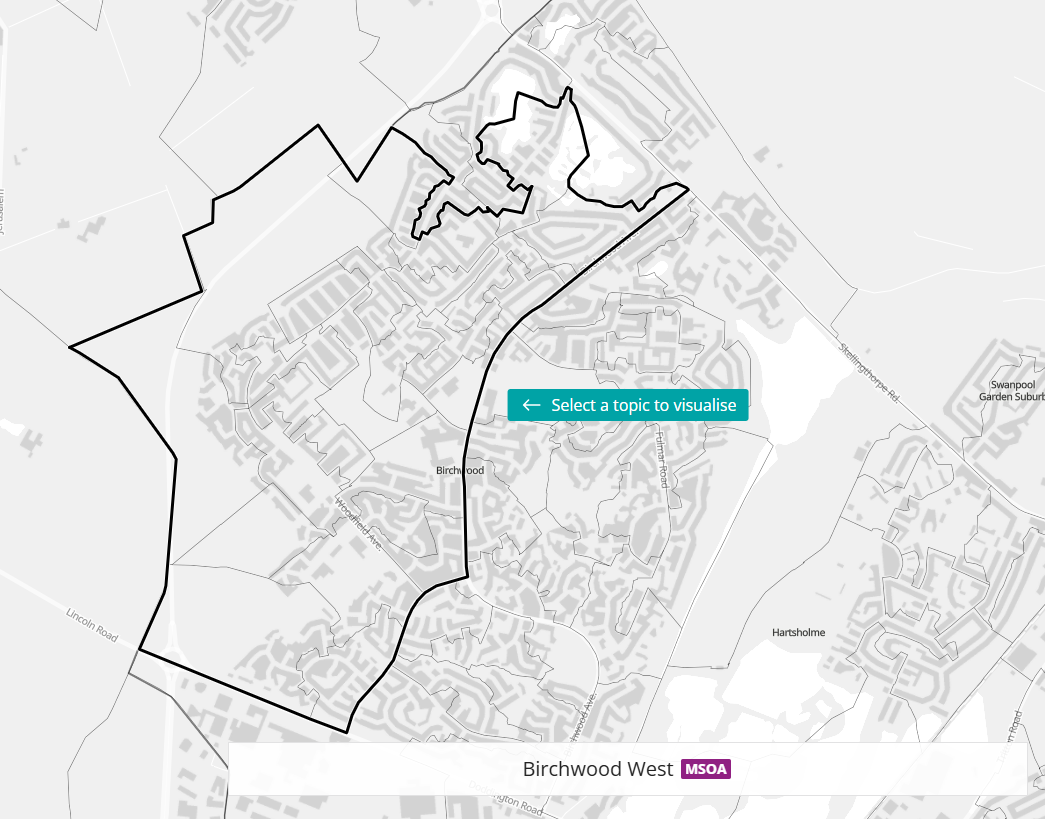 Jerusalem
Skellingthorpe Rd.
Swanpool
Garden Suburb
← Select a topic to visualise
Fulmar Road
Birchwood
Woodfield Ave.
Lincoln Road
Hartsholme
Birchwood West MSOA